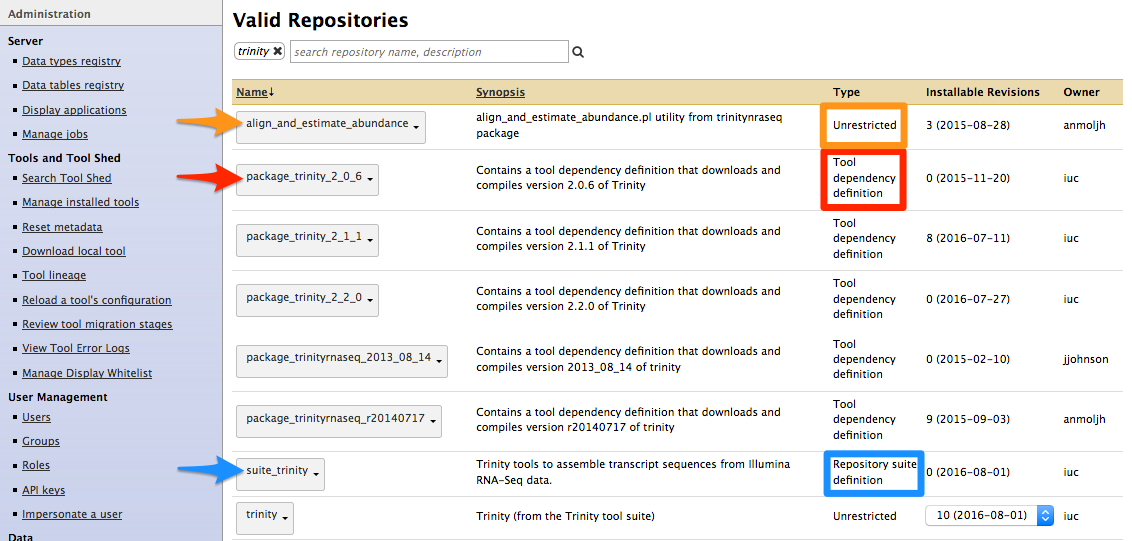 Administration
Server
Data types registry
Data tables registry
Display applications
Manage jobs
Tools and Tool Shed
Search Tool Shed
Manage installed tools
Reset metadata
Download local tool
Tool lineage
Reload a tool's configuration
Review tool migration stages
View Tool Error Logs
Manage Display Whitelist
User Management
Users
Groups
Roles
API keys
Impersonate a user
Data
Valid Repositories
trinity ✖ search repository name, description
Name↓ Synopsis Type Installable Revisions Owner
align_and_estimate_abundance align_and_estimate_abundance.pl utility from trinitynraseq Unrestricted 3 (2015-08-28) anmoljh
package
package_trinity_2_0_6 Contains a tool dependency definition that downloads and Tool 0 (2015-11-20) iuc
compiles version 2.0.6 of Trinity dependency
definition
package_trinity_2_1_1 Contains a tool dependency definition that downloads and Tool 8 (2016-07-11) iuc
compiles version 2.1.1 of Trinity dependency
definition
package_trinity_2_2_0 Contains a tool dependency definition that downloads and Tool 0 (2016-07-27) iuc
compiles version 2.2.0 of Trinity dependency
definition
package_trinityrnaseq_2013_08_14 Contains a tool dependency definition that downloads and Tool 0 (2015-02-10) jjohnson
compiles version 2013_08_14 of trinity dependency
definition
package_trinityrnaseq_r20140717 Contains a tool dependency definition that downloads and Tool 9 (2015-09-03) anmoljh
compiles version r20140717 of trinity dependency
definition
suite_trinity Trinity tools to assemble transcript sequences from Illumina Repository suite 0 (2016-08-01) iuc
RNA-Seq data. definition
trinity Trinity (from the Trinity tool suite) Unrestricted 10 (2016-08-01) iuc